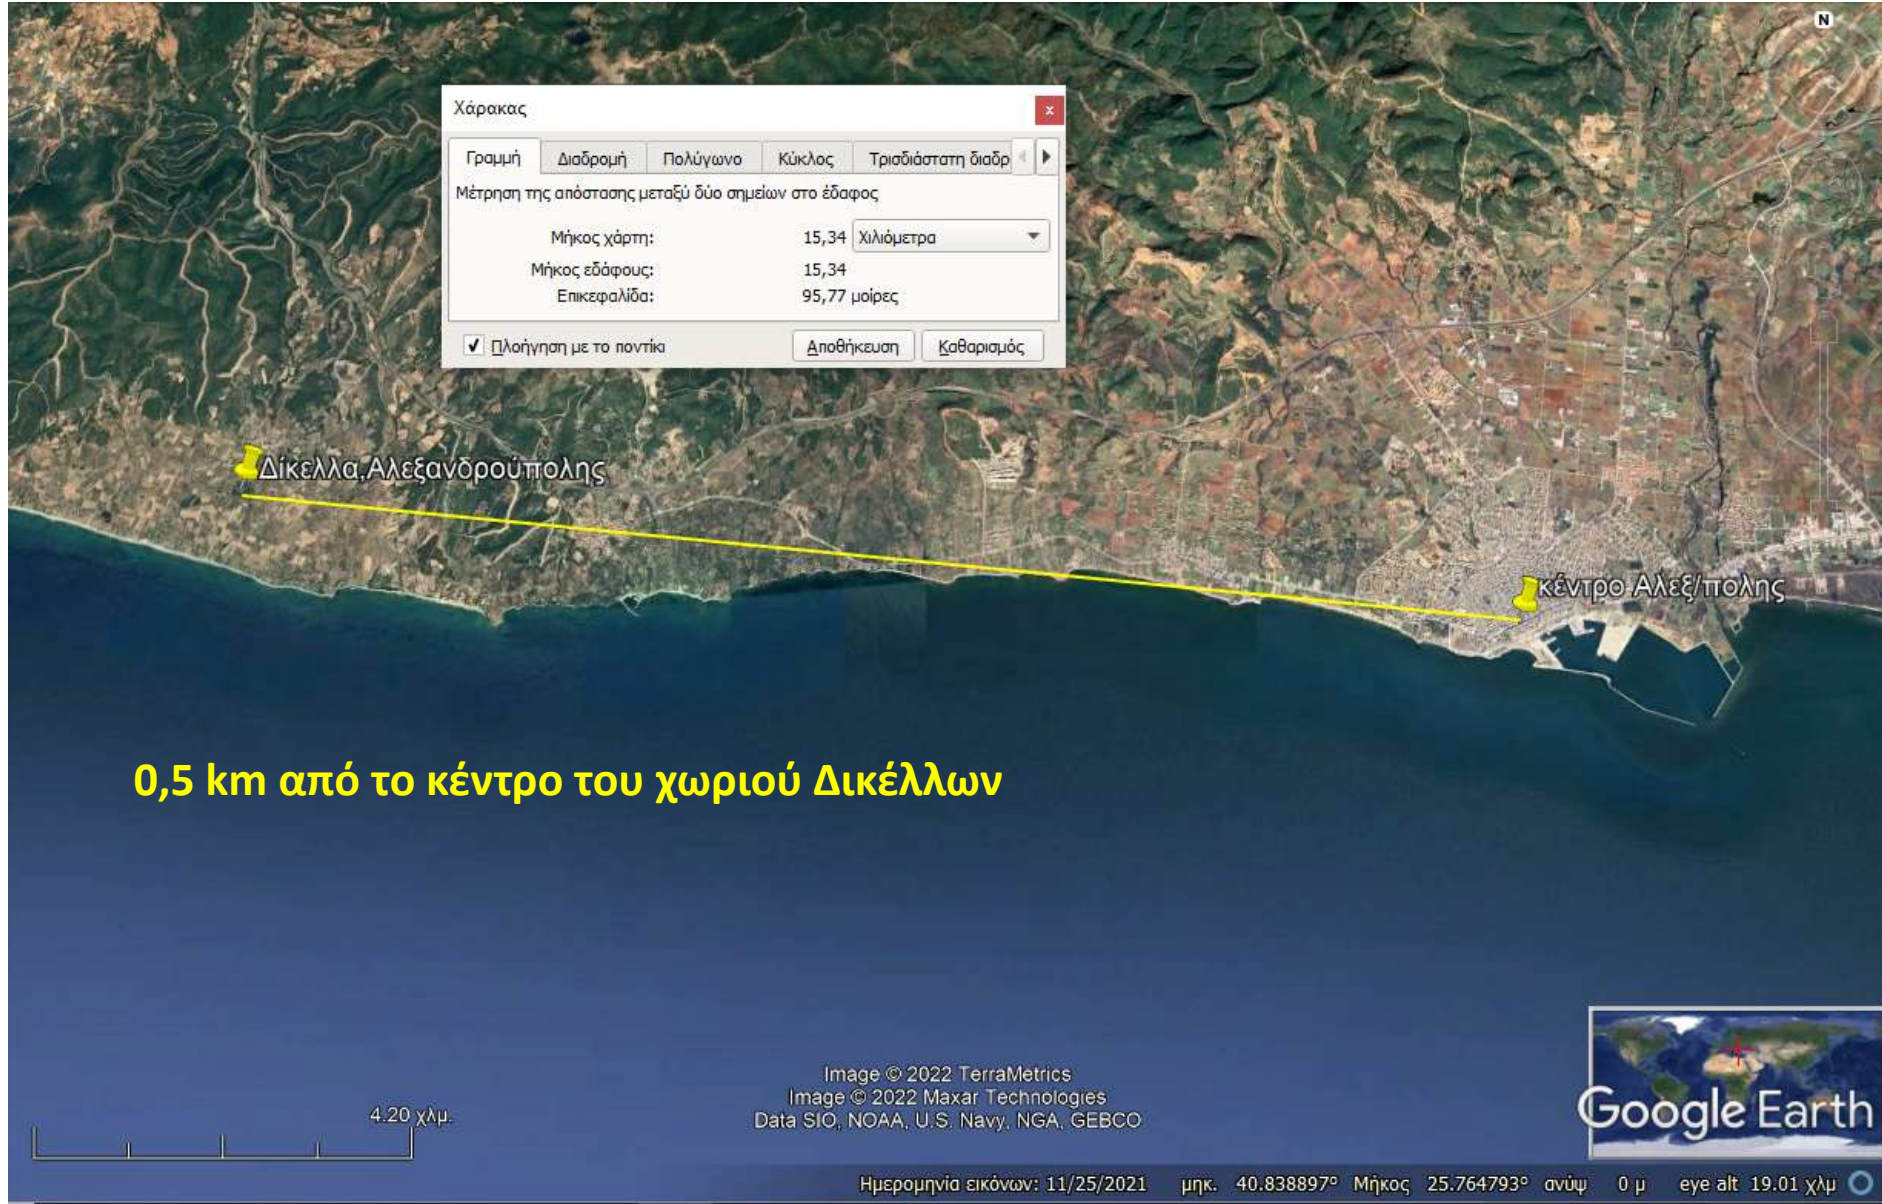 N
Χάρακας
x
Γραμμή Διαδρομή Πολύγωνο Κύκλος Τρισδιάστατη διαδρ
Μέτρηση της απόστασης μεταξύ δύο σημείων στο έδαφος
Μήκος χάρτη: 15,34 Χιλιόμετρα
Μήκος εδάφους: 15,34
Επικεφαλίδα: 95,77 μοίρες
Πλοήγηση με το ποντίκι Αποθήκευση Καθαρισμός
Δίκελλα,Αλεξανδρούπολης
κέντρο Αλεξ/πολης
0,5 km από το κέντρο του χωριού Δικέλλων
Image © 2022 TerraMetrics
Image © 2022 Maxar Technologies
Data SIO, NOAA, U.S. Navy, NGA, GEBCO
4.20 χλμ.
Google Earth
Ημερομηνία εικόνων: 11/25/2021 μηκ. 40.838897° Μήκος 25.764793° ανύψ 0 μ eye alt 19.01 χλμ